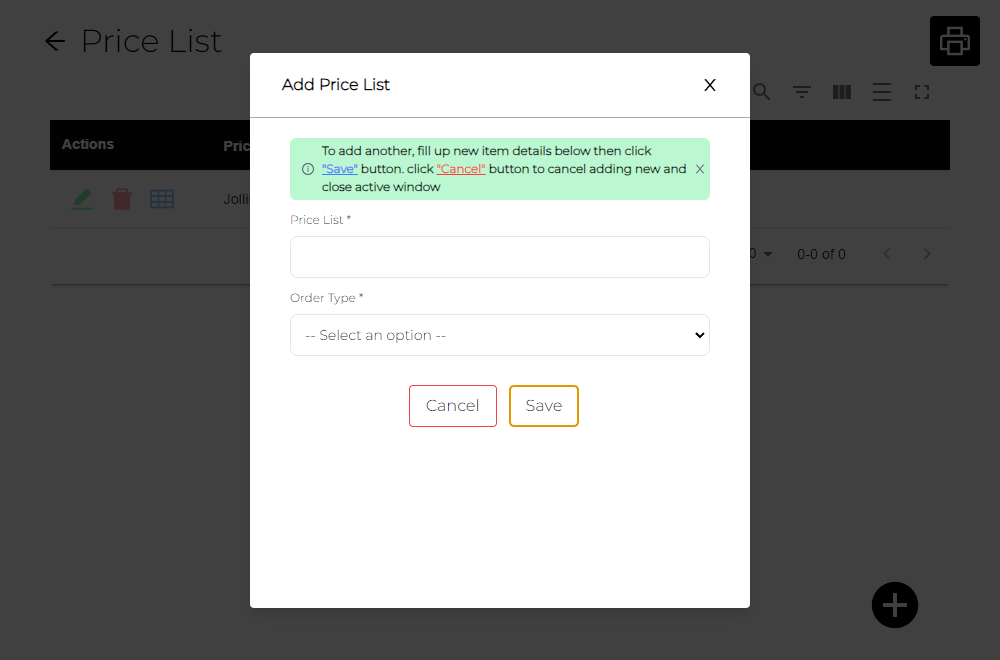 Price List
Add Price List
X
Actions
Pric
To add another, fill up new item details below then click
"Save" button. click "Cancel" button to cancel adding new and
close active window
Jolli
Price List *
0-0 of 0
Order Type *
-- Select an option --
Cancel
Save